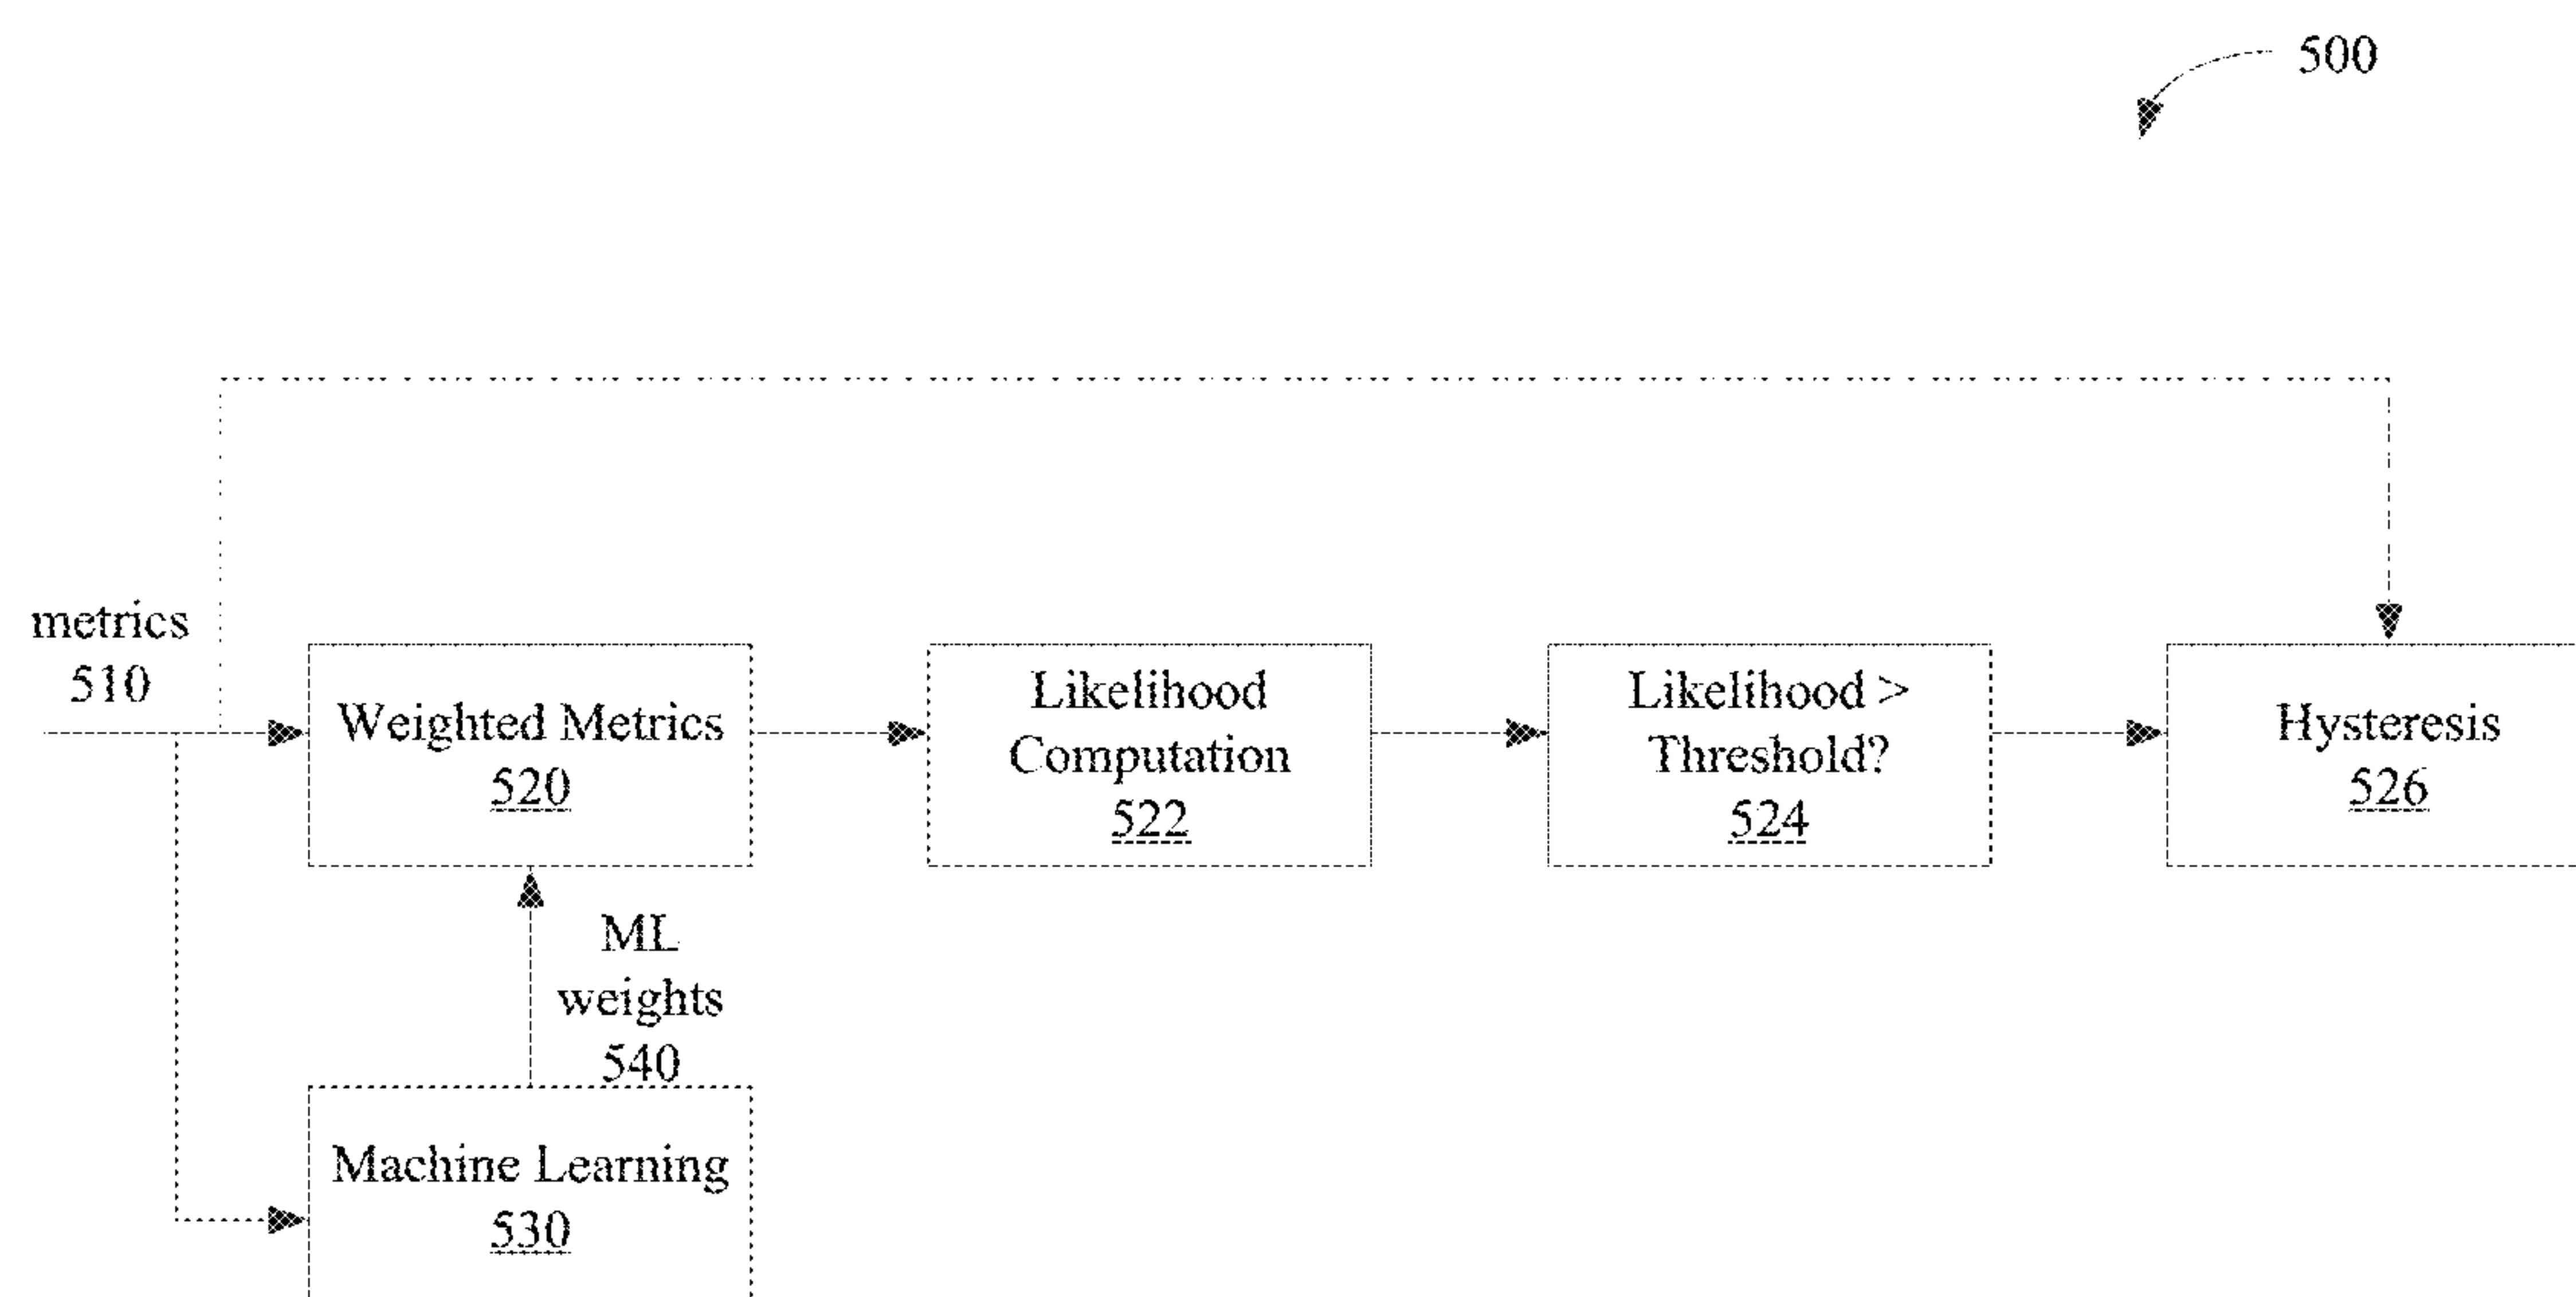 500
metrics
510
Weighted Metrics
520
Likelihood
Computation
522
Likelihood >
Threshold?
524
Hysteresis
526
ML
weights
540
Machine Learning
530